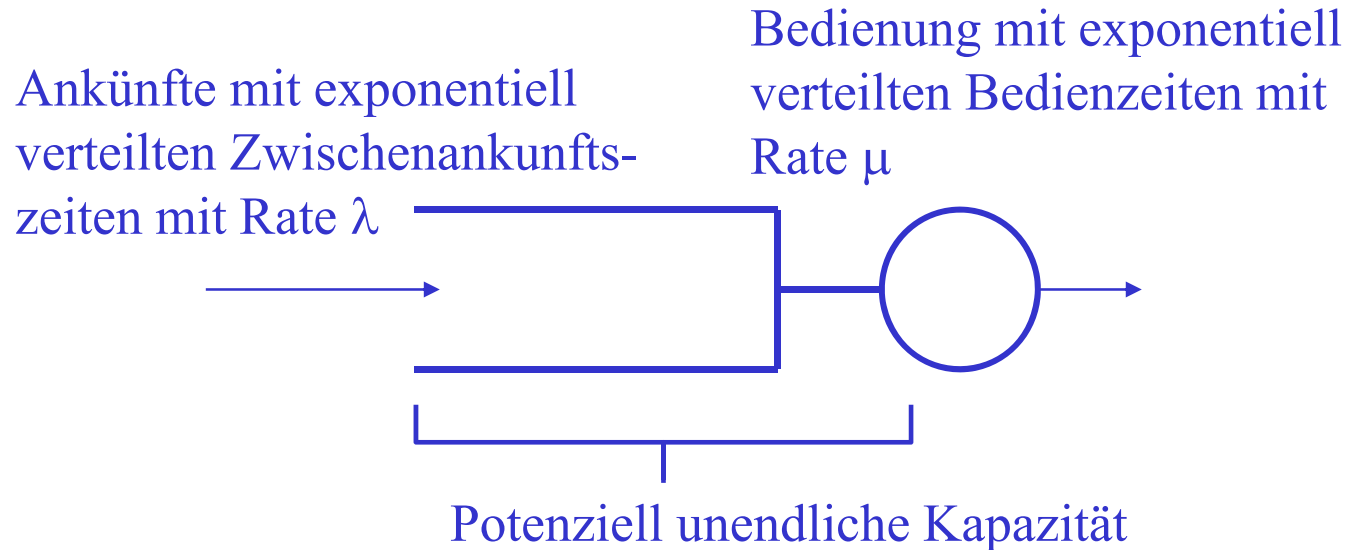 Ankünfte mit exponentiell
verteilten Zwischenankunfts-
zeiten mit Rate λ
Bedienung mit exponentiell
verteilten Bedienzeiten mit
Rate μ
Potenziell unendliche Kapazität